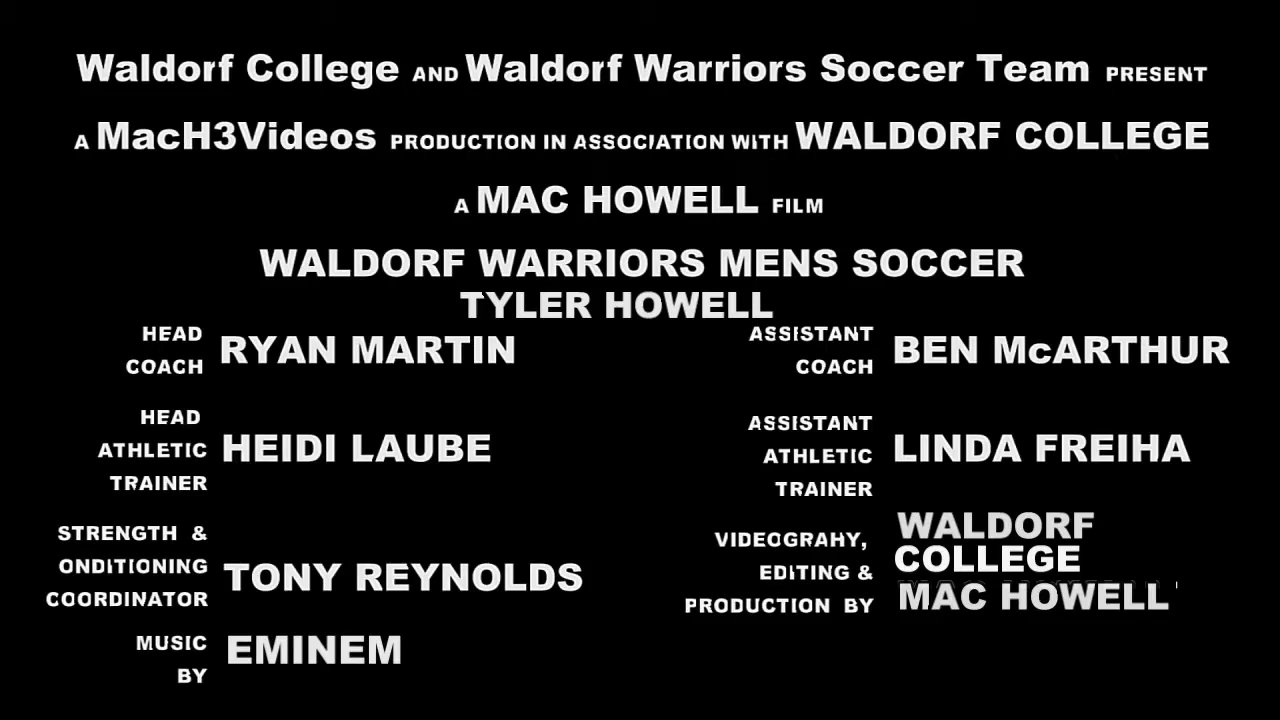 Waldorf College AND Waldorf Warriors Soccer Team PRESENT
A MacH3Videos PRODUCTION IN ASSOCIATION WITH WALDORF COLLEGE
A MAC HOWELL FILM
WALDORF WARRIORS MENS SOCCER
TYLER HOWELL
HEAD
COACH
RYAN MARTIN
ASSISTANT
COACH
BEN McARTHUR
HEAD
ATHLETIC
TRAINER
HEIDI LAUBE
ASSISTANT
ATHLETIC
TRAINER
LINDA FREIHA
STRENGTH &
ONDITIONING
COORDINATOR
TONY REYNOLDS
VIDEOGRAHY,
EDITING &
PRODUCTION BY
WALDORF
COLLEGE
MAC HOWELL
MUSIC
BY
EMINEM